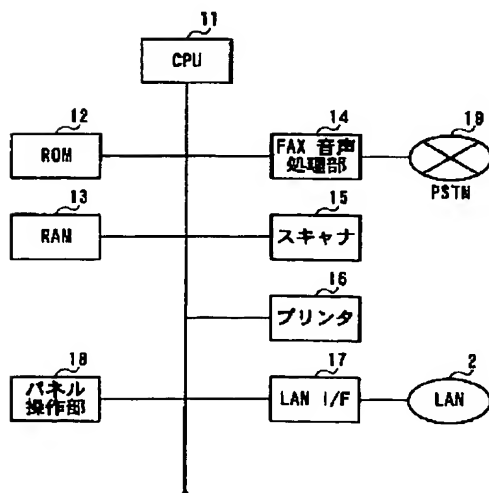 11
CPU
12
ROM
14
FAX 音声
処理部
19
PSTN
13
RAM
15
スキャナ
16
プリンタ
18
パネル
操作部
17
LAN I/F
2
LAN